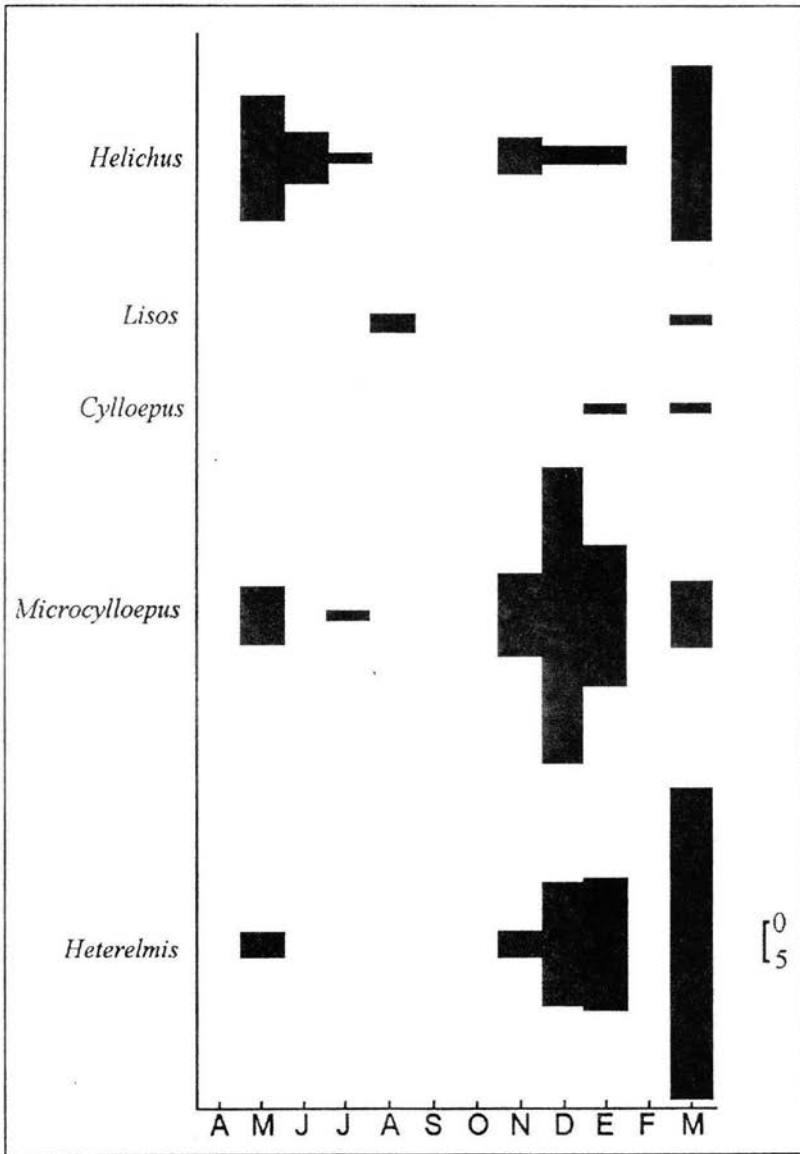 Helichus
Lisos
Cylloepus
Microcylloepus
Heterelmis
0
5
A M J J A S O N D E F M